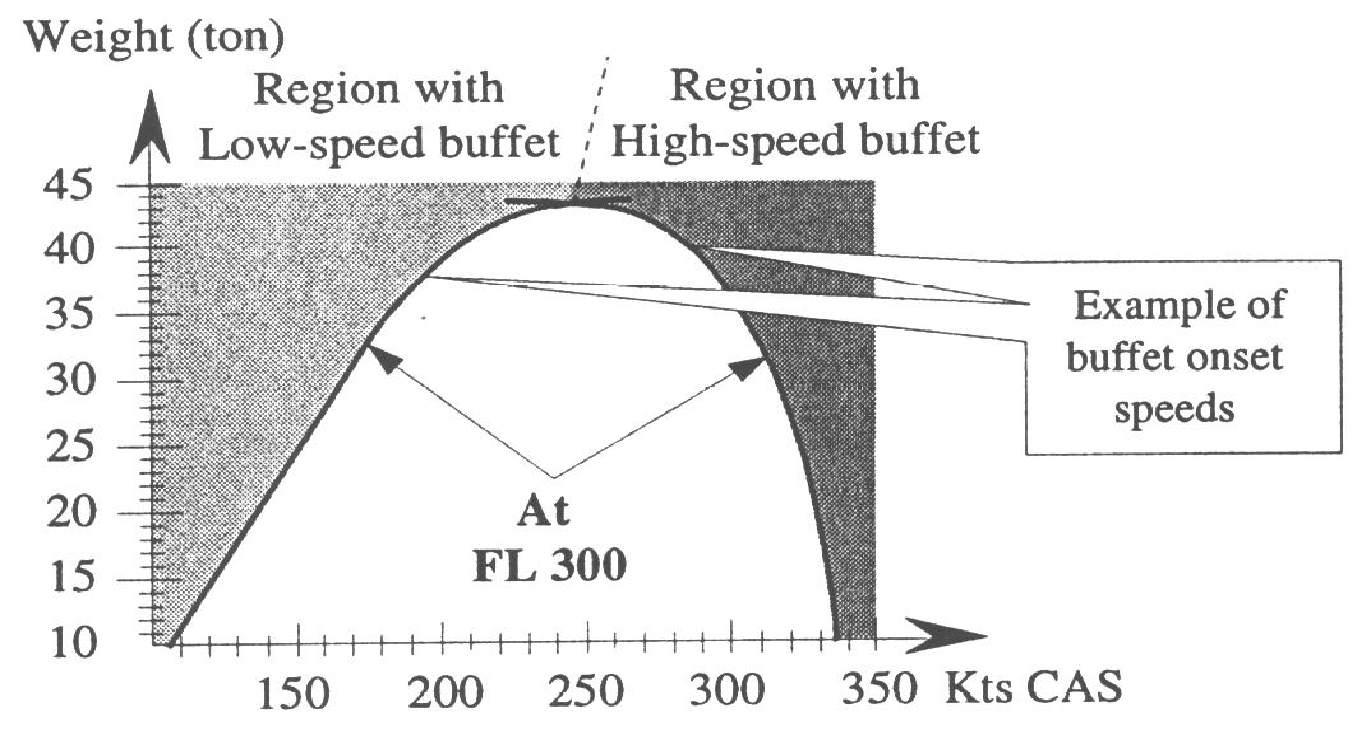 Weight (ton)
Region with
Low-speed buffet
Region with
High-speed buffet
45
40
35
30
25
20
15
10
Example of
buffet onset
speeds
At
FL 300
150
200
250
300
350
Kts CAS